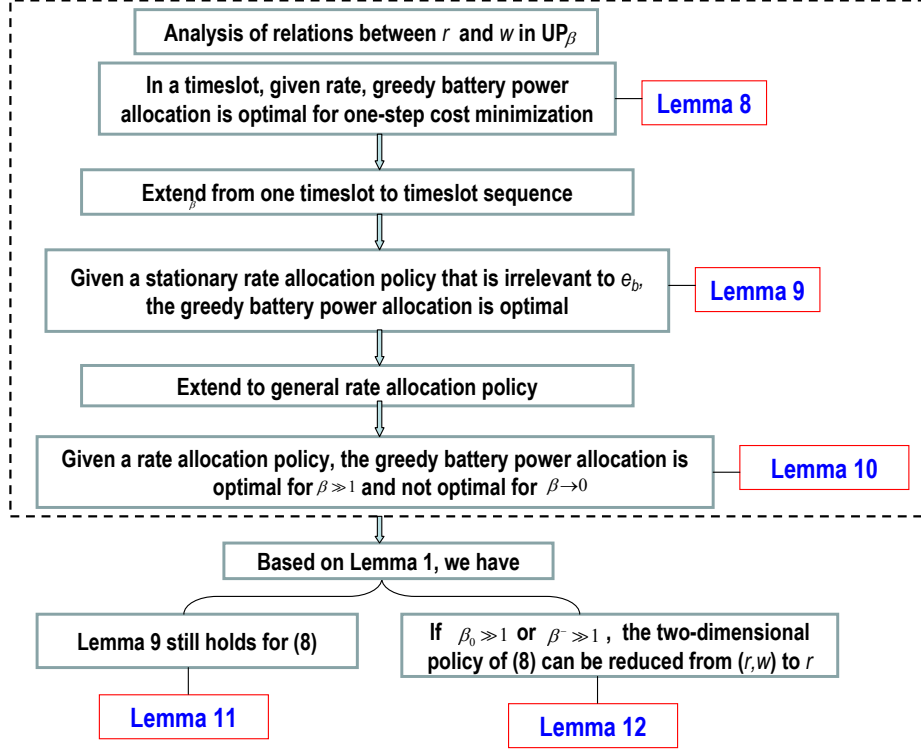 Analysis of relations between r and w in UPβ
In a timeslot, given rate, greedy battery power
allocation is optimal for one-step cost minimization
Lemma 8
Extend from one timeslot to timeslot sequence
β
Given a stationary rate allocation policy that is irrelevant to e_b,
the greedy battery power allocation is optimal
Lemma 9
Extend to general rate allocation policy
Given a rate allocation policy, the greedy battery power allocation is
optimal for β ≫ 1 and not optimal for β → 0
Lemma 10
Based on Lemma 1, we have
Lemma 9 still holds for (8)
If β₀ ≫ 1 or β⁻ ≫ 1 , the two-dimensional
policy of (8) can be reduced from (r,w) to r
Lemma 11
Lemma 12